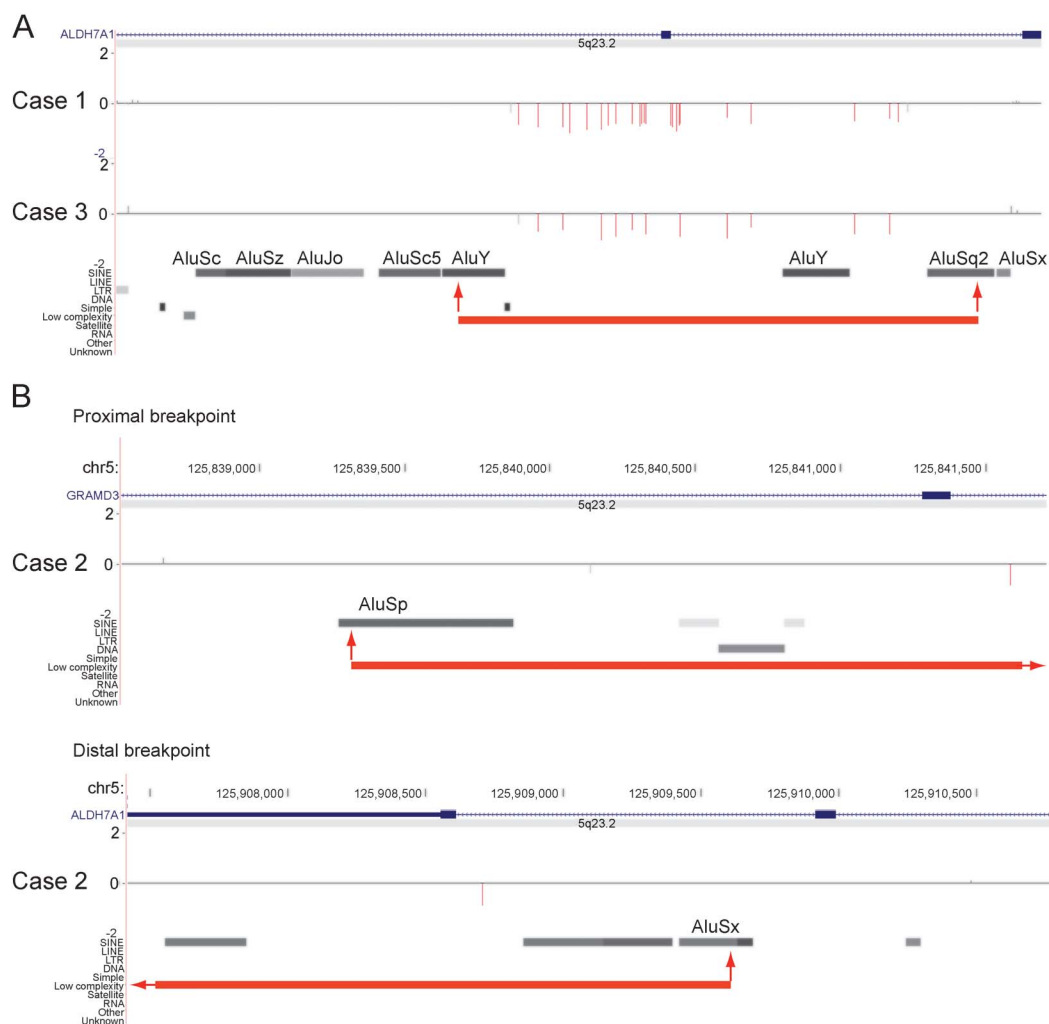 A
ALDH7A1
5q23.2
2
Case 1
0
-2
2
Case 3
0
-2
AluSc AluSz AluJo AluSc5 AluY AluY AluSq2 AluSx
SINE
LINE
LTR
DNA
Simple
Low complexity
Satellite
RNA
Other
Unknown
B
Proximal breakpoint
chr5: 125,839,000 125,839,500 125,840,000 125,840,500 125,841,000 125,841,500
GRAMD3
5q23.2
2
Case 2
0
-2
AluSp
SINE
LINE
LTR
DNA
Simple
Low complexity
Satellite
RNA
Other
Unknown
Distal breakpoint
chr5: 125,908,000 125,908,500 125,909,000 125,909,500 125,910,000 125,910,500
ALDH7A1
5q23.2
2
Case 2
0
-2
AluSx
SINE
LINE
LTR
DNA
Simple
Low complexity
Satellite
RNA
Other
Unknown